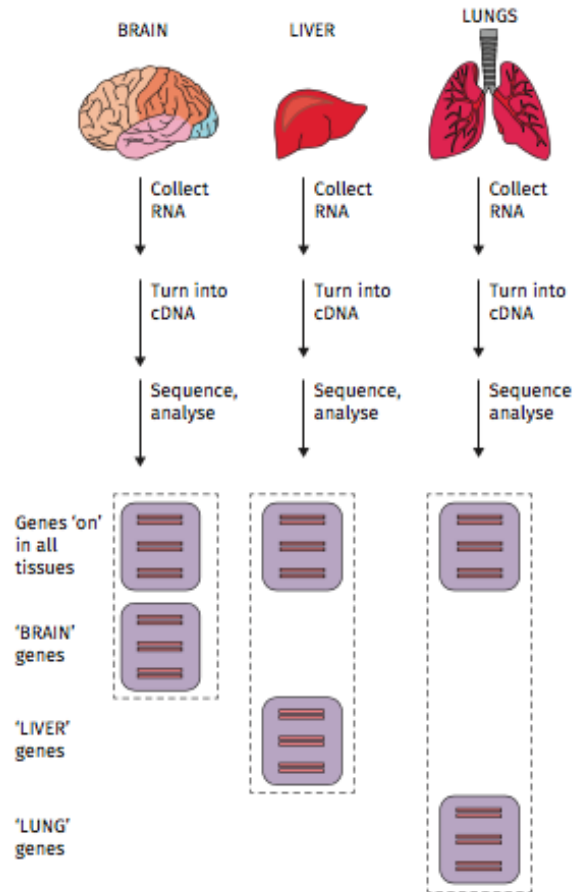 BRAIN
LIVER
LUNGS
Collect
RNA
Collect
RNA
Collect
RNA
Turn into
cDNA
Turn into
cDNA
Turn into
cDNA
Sequence,
analyse
Sequence,
analyse
Sequence
analyse
Genes ‘on’
in all
tissues
‘BRAIN’
genes
‘LIVER’
genes
‘LUNG’
genes